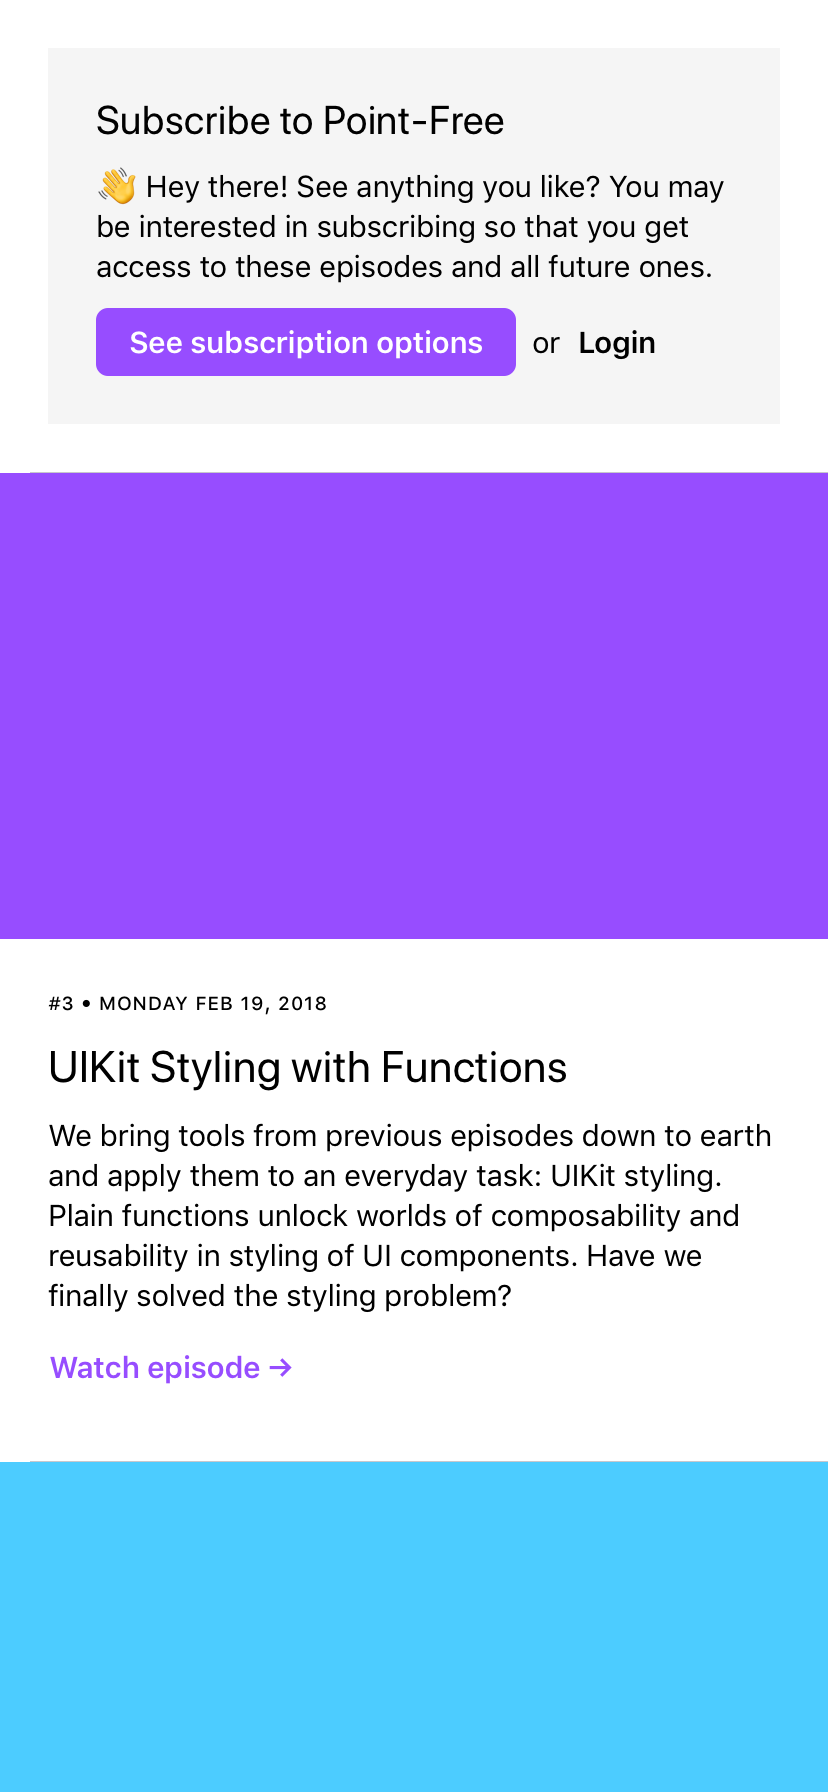 Subscribe to Point-Free
👋 Hey there! See anything you like? You may
be interested in subscribing so that you get
access to these episodes and all future ones.
See subscription options or Login
#3 • MONDAY FEB 19, 2018
UIKit Styling with Functions
We bring tools from previous episodes down to earth
and apply them to an everyday task: UIKit styling.
Plain functions unlock worlds of composability and
reusability in styling of UI components. Have we
finally solved the styling problem?
Watch episode →